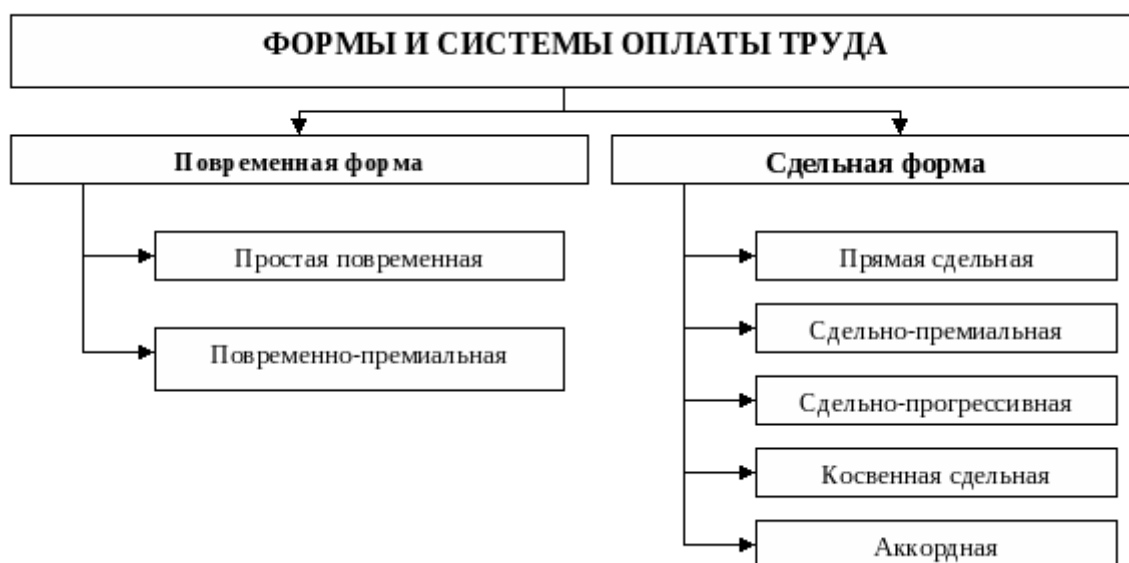 ФОРМЫ И СИСТЕМЫ ОПЛАТЫ ТРУДА
Повременная форма
Простая повременная
Повременно-премиальная
Сдельная форма
Прямая сдельная
Сдельно-премиальная
Сдельно-прогрессивная
Косвенная сдельная
Аккордная